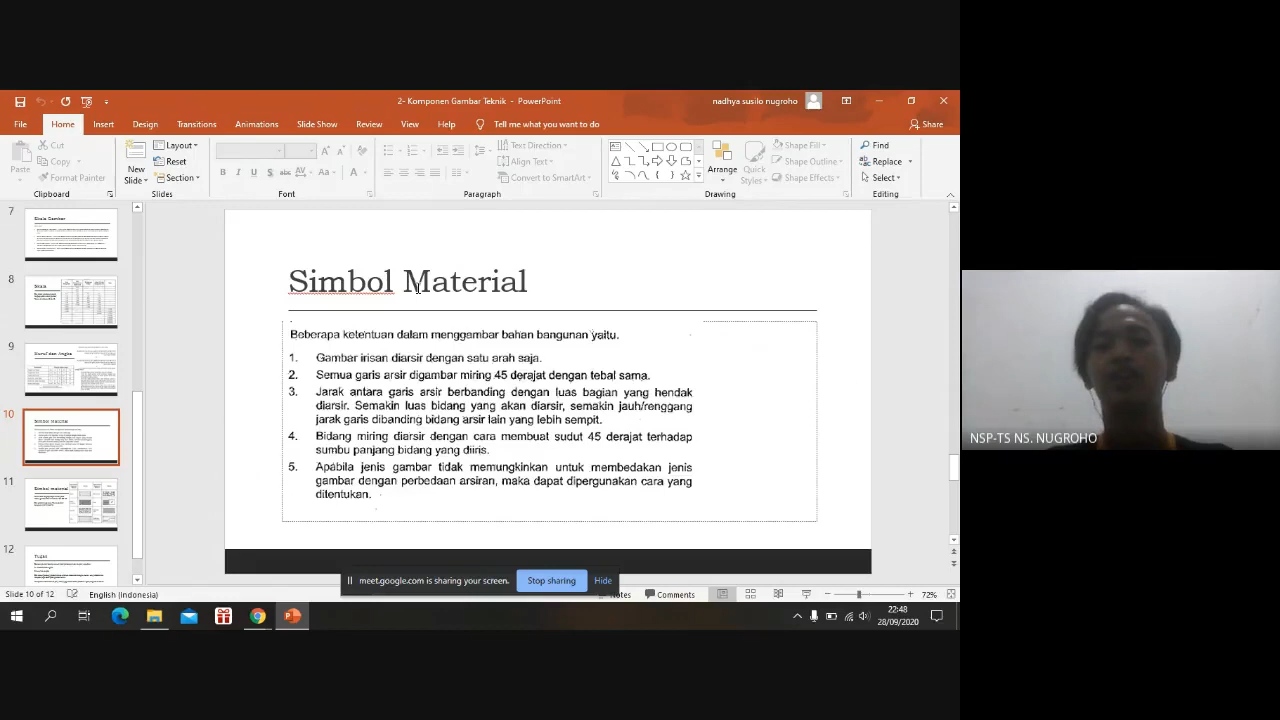 2- Komponen Gambar Teknik - PowerPoint
nadhya susilo nugroho
File Home Insert Design Transitions Animations Slide Show Review View Help Tell me what you want to do Share
Paste
Cut
Copy
Format Painter
Clipboard
New Slide
Layout
Reset
Section
Slides
B I U S abc AV Aa A
Font
Text Direction
Align Text
Convert to SmartArt
Paragraph
Arrange
Quick Styles
Shape Fill
Shape Outline
Shape Effects
Drawing
Find
Replace
Select
Editing
7
Skala Gambar
8
Skala
9
Huruf dan Angka
10
Simbol Material
11
Simbol material
12
Simbol Material
Beberapa ketentuan dalam menggambar bahan bangunan yaitu.
1. Gambar irisan diarsir dengan satu arah saja.
2. Semua garis arsir digambar miring 45 derajat dengan tebal sama.
3. Jarak antara garis arsir berbanding dengan luas bagian yang hendak
diarsir. Semakin luas bidang yang akan diarsir, semakin jauh/renggang
jarak garis dibanding bidang arsir lain yang lebih sempit.
4. Bidang miring diarsir dengan cara membuat sudut 45 derajat terhadap
sumbu panjang bidang yang diiris.
5. Apabila jenis gambar tidak memungkinkan untuk membedakan jenis
gambar dengan perbedaan arsiran, maka dapat dipergunakan cara yang
ditentukan.
meet.google.com is sharing your screen. Stop sharing Hide
Slide 10 of 12 English (Indonesia) Notes Comments 72%
22:48
28/09/2020
NSP-TS NS. NUGROHO